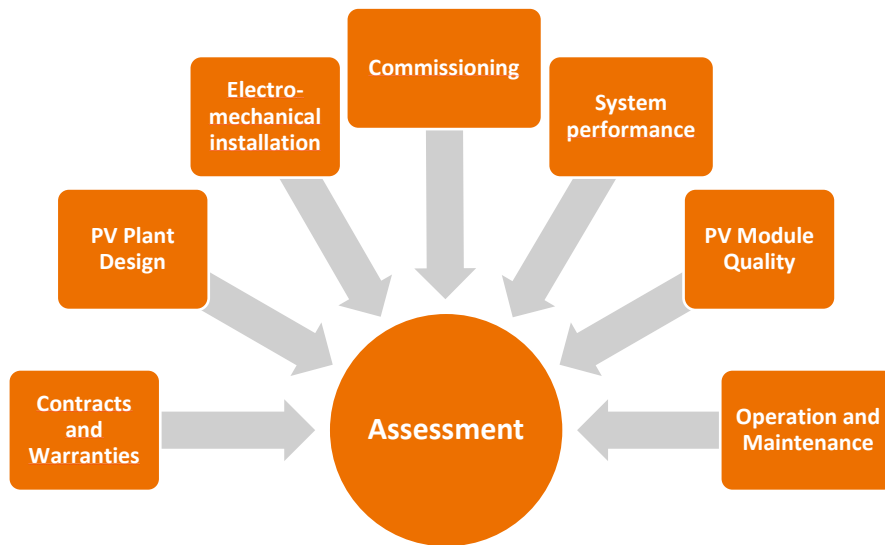 Commissioning
Electro-
mechanical
installation
System
performance
PV Plant
Design
PV Module
Quality
Contracts
and
Warranties
Assessment
Operation and
Maintenance